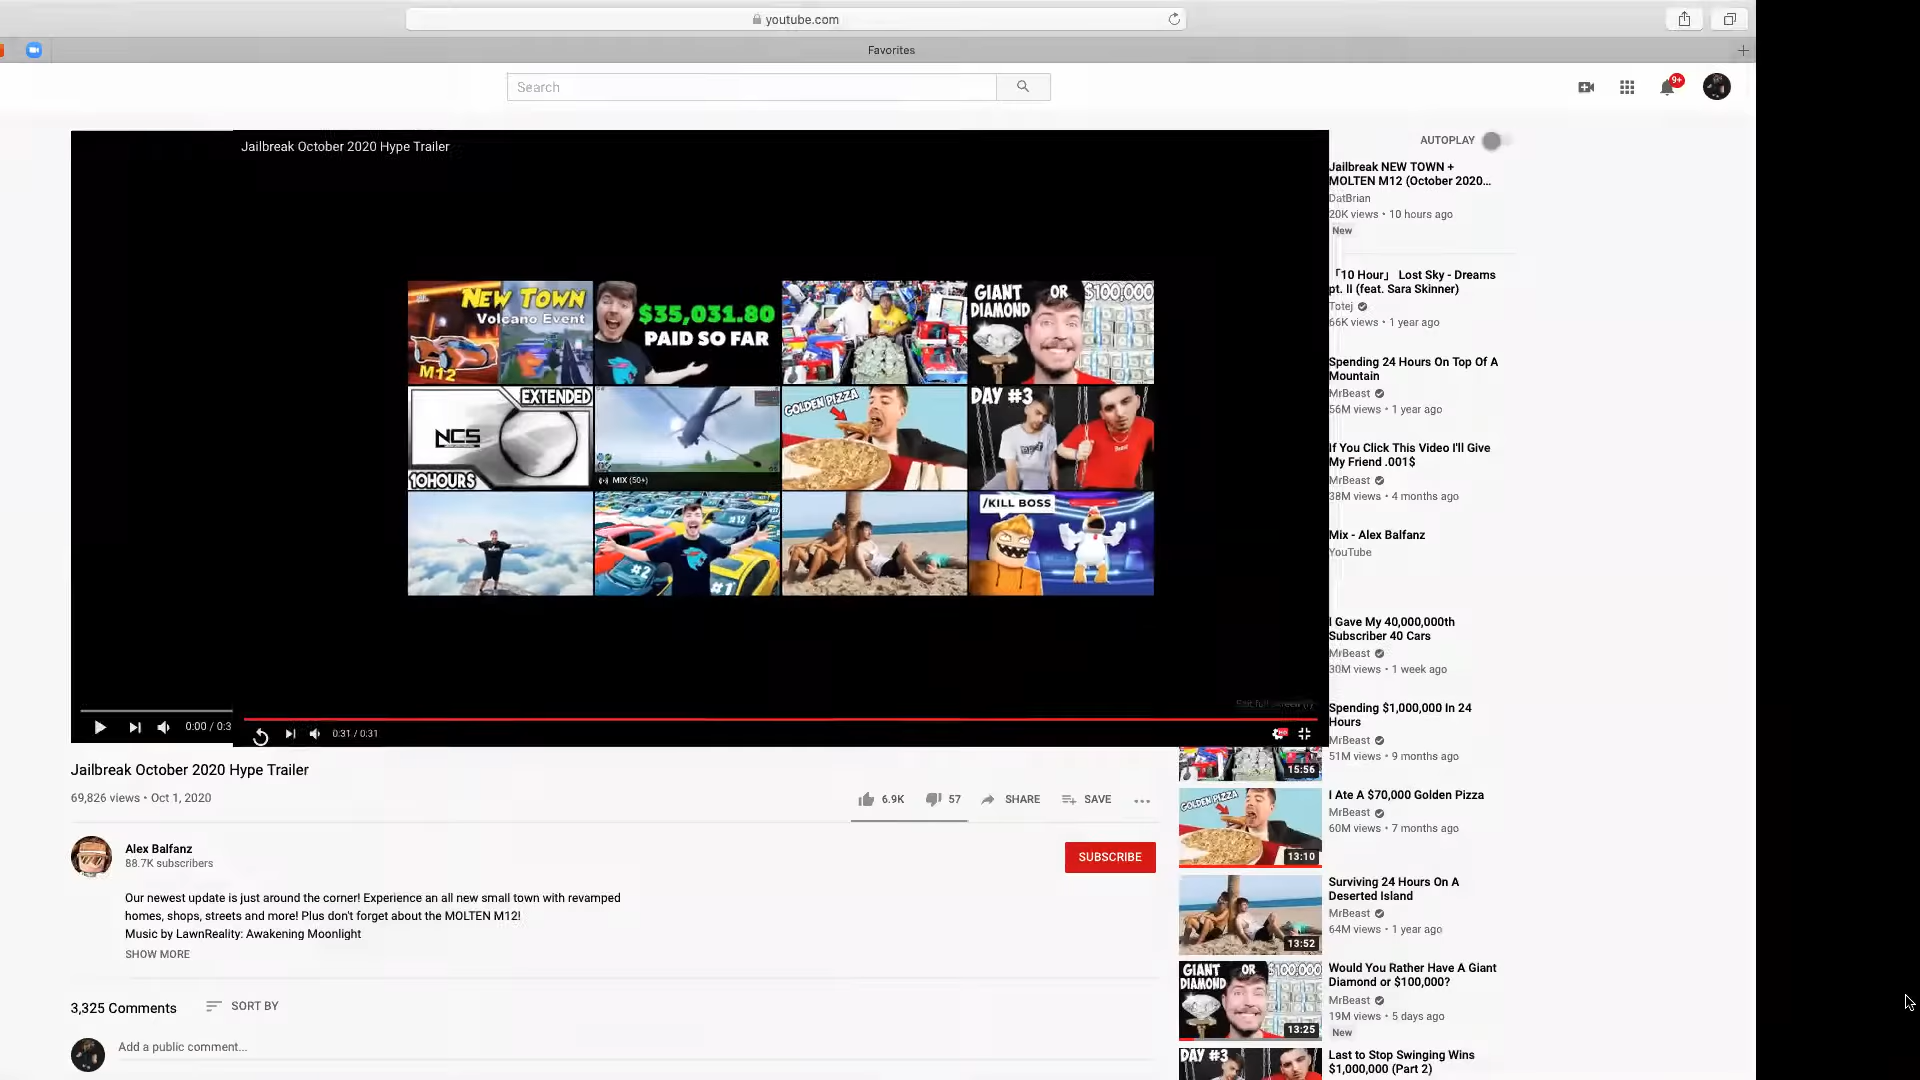 youtube.com
Favorites
Search
9+
Jailbreak October 2020 Hype Trailer
AUTOPLAY
NEW TOWN
Volcano Event
M12
$35,031.80
PAID SO FAR
GIANT DIAMOND OR $100,000
EXTENDED
NCS
10HOURS
MIX (50+)
GOLDEN PIZZA
DAY #3
#12
#2
#1
/KILL BOSS
0:00 / 0:3
0:31 / 0:31
Jailbreak October 2020 Hype Trailer
69,826 views • Oct 1, 2020
6.9K
57
SHARE
SAVE
Alex Balfanz
88.7K subscribers
SUBSCRIBE
Our newest update is just around the corner! Experience an all new small town with revamped
homes, shops, streets and more! Plus don't forget about the MOLTEN M12!
Music by LawnReality: Awakening Moonlight
SHOW MORE
3,325 Comments
SORT BY
Add a public comment...
Jailbreak NEW TOWN +
MOLTEN M12 (October 2020...
DatBrian
20K views • 10 hours ago
New
「10 Hour」 Lost Sky - Dreams
pt. II (feat. Sara Skinner)
Totej
66K views • 1 year ago
Spending 24 Hours On Top Of A
Mountain
MrBeast
56M views • 1 year ago
If You Click This Video I'll Give
My Friend .001$
MrBeast
38M views • 4 months ago
Mix - Alex Balfanz
YouTube
I Gave My 40,000,000th
Subscriber 40 Cars
MrBeast
30M views • 1 week ago
Spending $1,000,000 In 24
Hours
MrBeast
51M views • 9 months ago
15:56
GOLDEN PIZZA
13:10
I Ate A $70,000 Golden Pizza
MrBeast
60M views • 7 months ago
13:52
Surviving 24 Hours On A
Deserted Island
MrBeast
64M views • 1 year ago
GIANT DIAMOND OR $100,000
13:25
Would You Rather Have A Giant
Diamond or $100,000?
MrBeast
19M views • 5 days ago
New
DAY #3
Last to Stop Swinging Wins
$1,000,000 (Part 2)